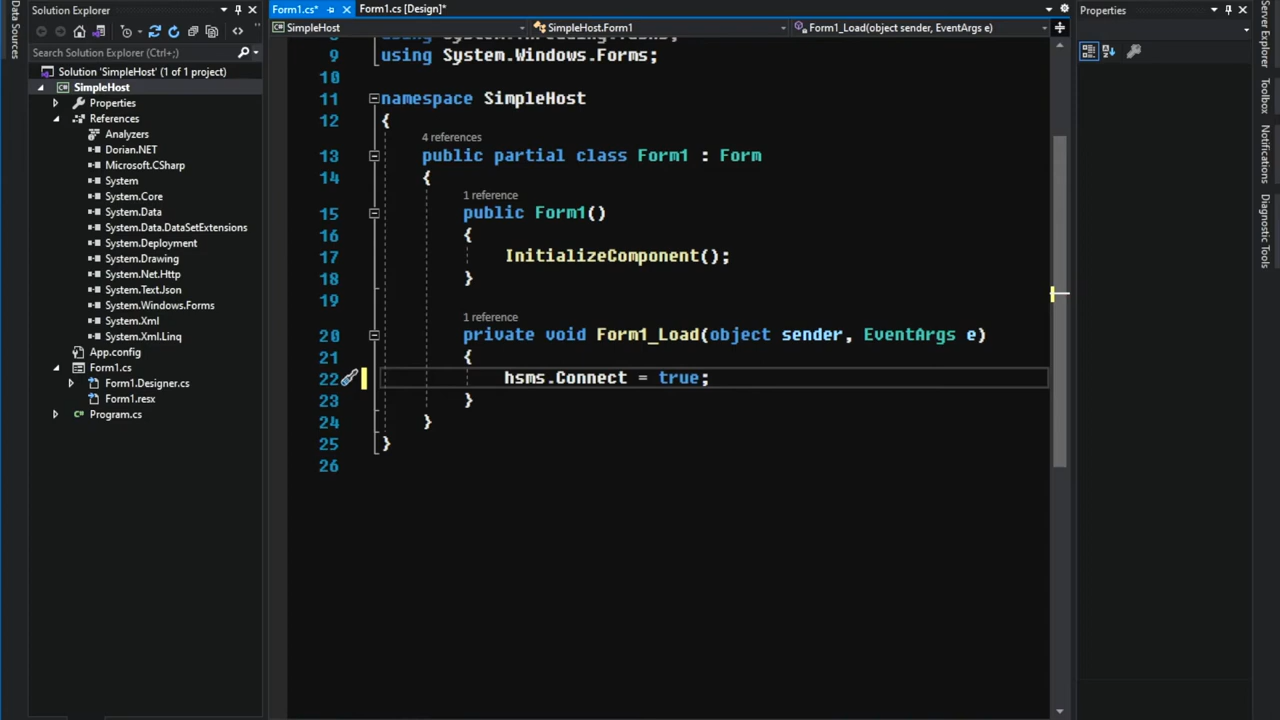 Data Sources
Solution Explorer
Search Solution Explorer (Ctrl+;)
Solution 'SimpleHost' (1 of 1 project)
SimpleHost
Properties
References
Analyzers
Dorian.NET
Microsoft.CSharp
System
System.Core
System.Data
System.Data.DataSetExtensions
System.Deployment
System.Drawing
System.Net.Http
System.Text.Json
System.Windows.Forms
System.Xml
System.Xml.Linq
App.config
Form1.cs
Form1.Designer.cs
Form1.resx
Program.cs
Form1.cs* Form1.cs [Design]*
SimpleHost SimpleHost.Form1 Form1_Load(object sender, EventArgs e)
9 using System.Windows.Forms;
10
11 namespace SimpleHost
12 {
4 references
13 public partial class Form1 : Form
14 {
1 reference
15 public Form1()
16 {
17 InitializeComponent();
18 }
19
1 reference
20 private void Form1_Load(object sender, EventArgs e)
21 {
22 hsms.Connect = true;
23 }
24 }
25 }
26
Properties
Server Explorer
Toolbox
Notifications
Diagnostic Tools